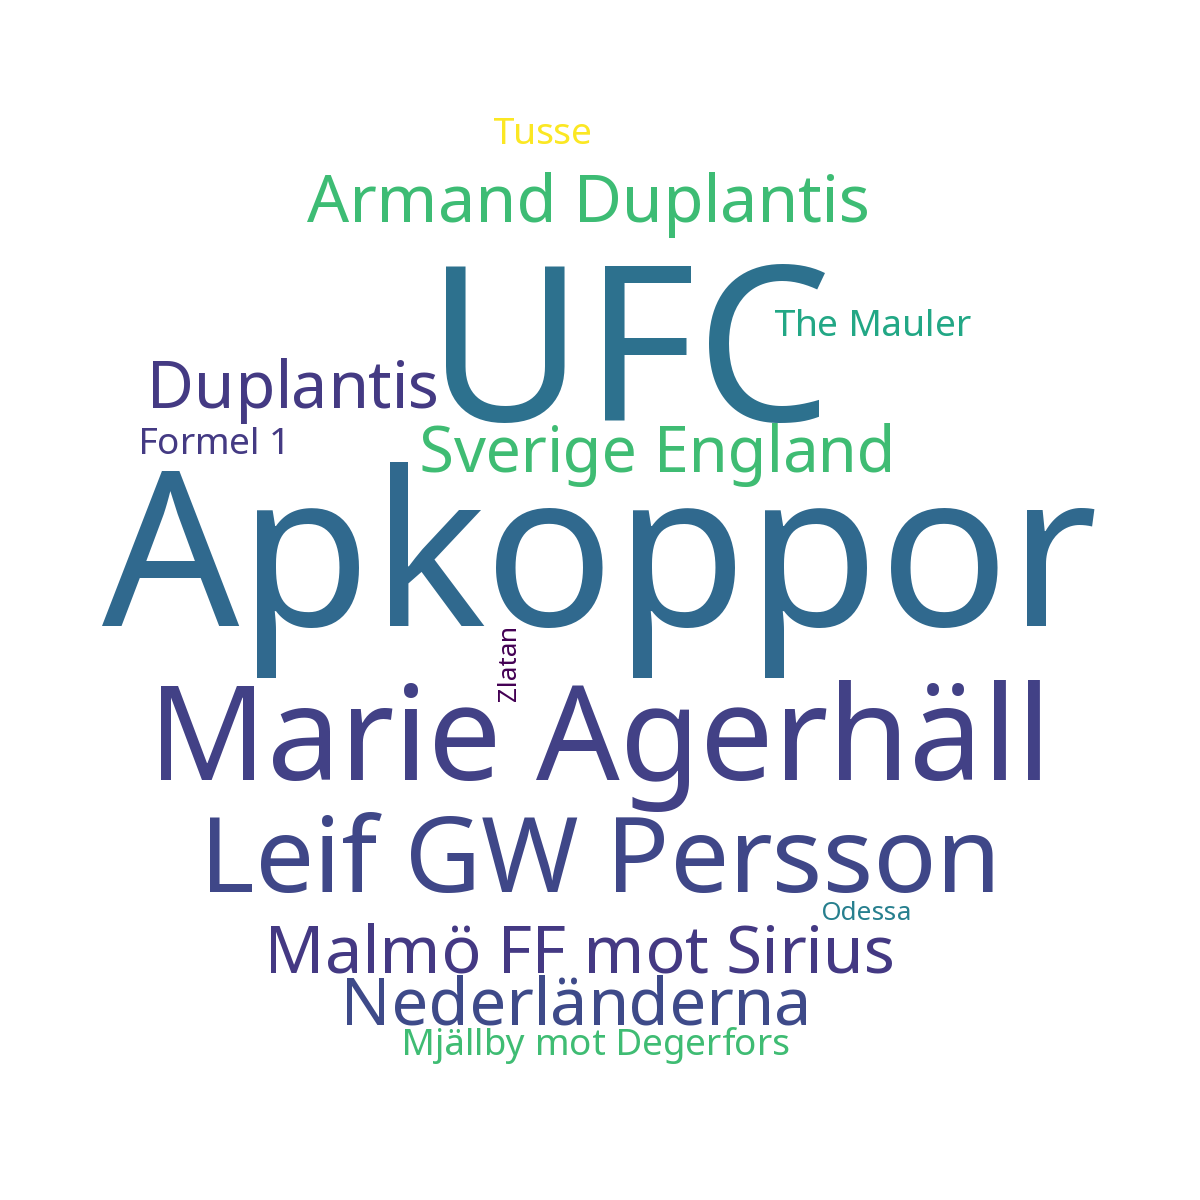 Tusse
Armand Duplantis
UFC
The Mauler
Duplantis
Formel 1
Sverige England
Apkoppor
Zlatan
Marie Agerhäll
Leif GW Persson
Odessa
Malmö FF mot Sirius
Nederländerna
Mjällby mot Degerfors